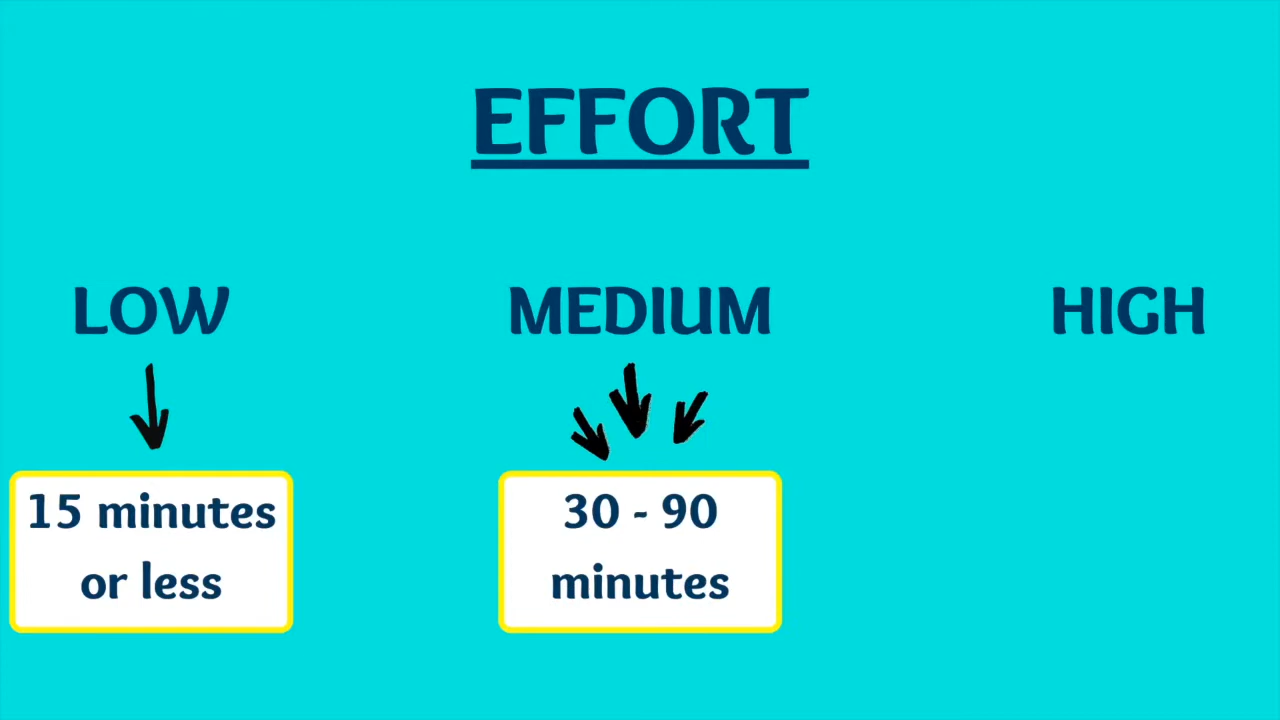 EFFORT
LOW
MEDIUM
HIGH
15 minutes
or less
30 - 90
minutes